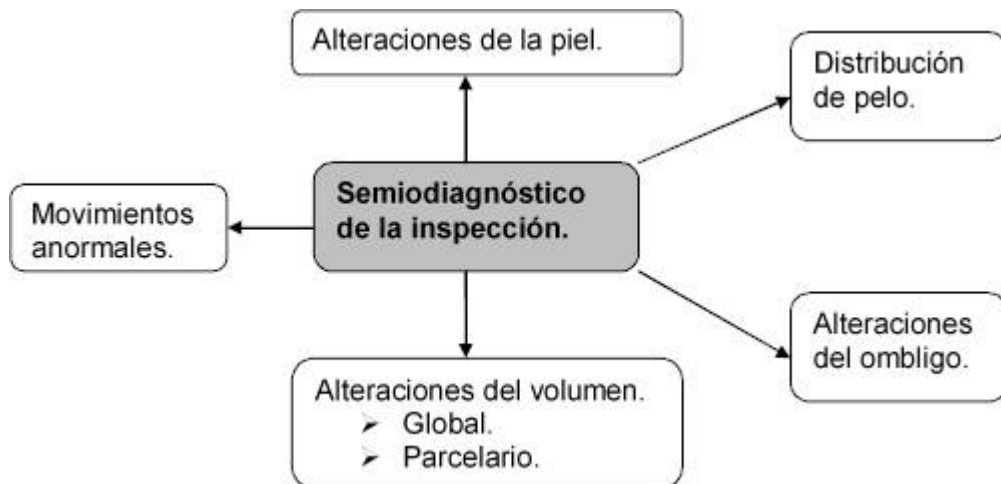 Alteraciones de la piel.
Distribución
de pelo.
Semiodiagnóstico
de la inspección.
Movimientos
anormales.
Alteraciones
del ombligo.
Alteraciones del volumen.
Global.
Parcelario.